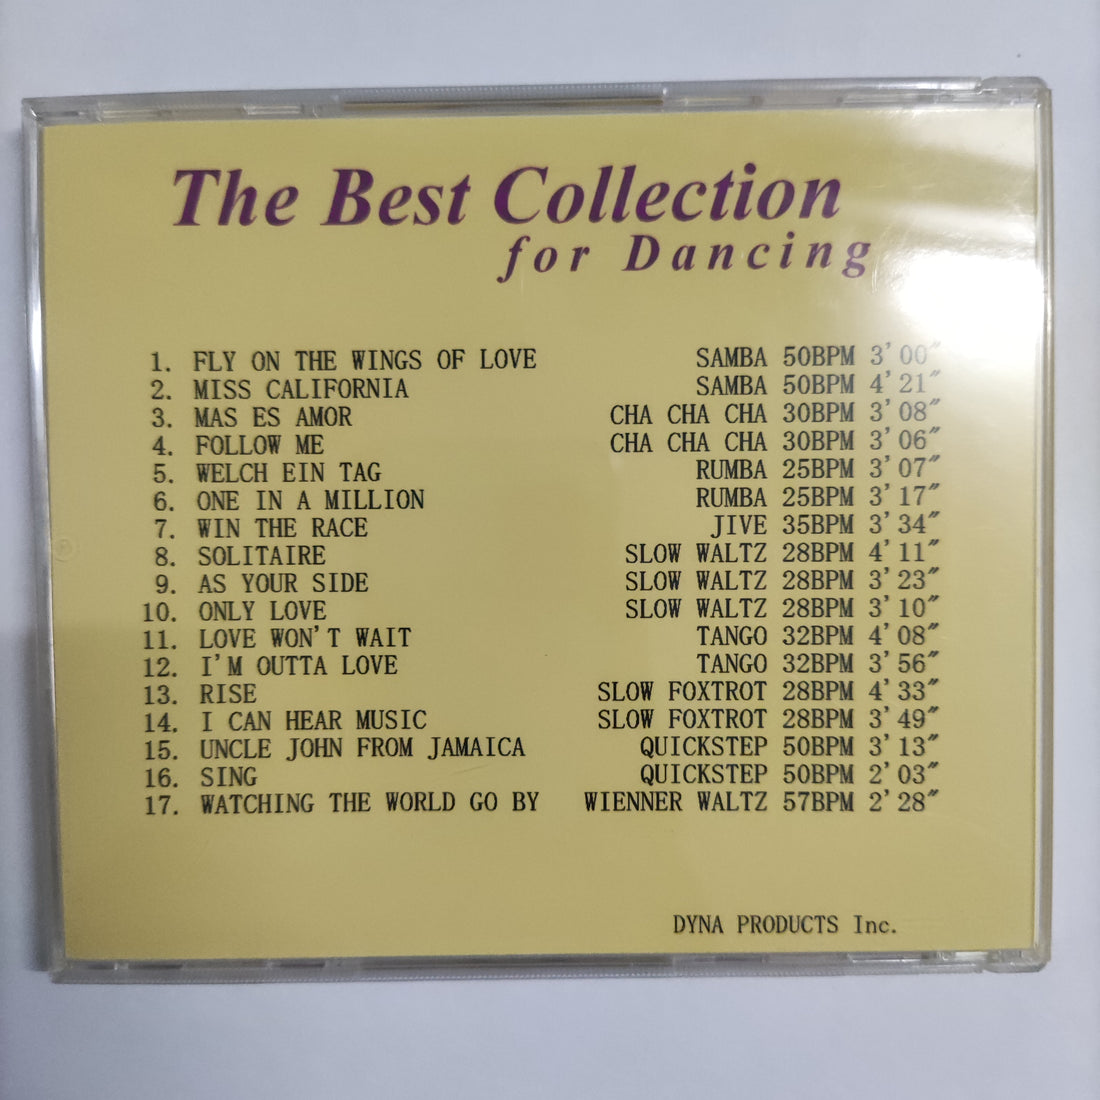 The Best Collection
for Dancing
1. FLY ON THE WINGS OF LOVE SAMBA 50BPM 3'00"
2. MISS CALIFORNIA SAMBA 50BPM 4'21"
3. MAS ES AMOR CHA CHA CHA 30BPM 3'08"
4. FOLLOW ME CHA CHA CHA 30BPM 3'06"
5. WELCH EIN TAG RUMBA 25BPM 3'07"
6. ONE IN A MILLION RUMBA 25BPM 3'17"
7. WIN THE RACE JIVE 35BPM 3'34"
8. SOLITAIRE SLOW WALTZ 28BPM 4'11"
9. AS YOUR SIDE SLOW WALTZ 28BPM 3'23"
10. ONLY LOVE SLOW WALTZ 28BPM 3'10"
11. LOVE WON'T WAIT TANGO 32BPM 4'08"
12. I'M OUTTA LOVE TANGO 32BPM 3'56"
13. RISE SLOW FOXTROT 28BPM 4'33"
14. I CAN HEAR MUSIC SLOW FOXTROT 28BPM 3'49"
15. UNCLE JOHN FROM JAMAICA QUICKSTEP 50BPM 3'13"
16. SING QUICKSTEP 50BPM 2'03"
17. WATCHING THE WORLD GO BY WIENNER WALTZ 57BPM 2'28"
DYNA PRODUCTS Inc.